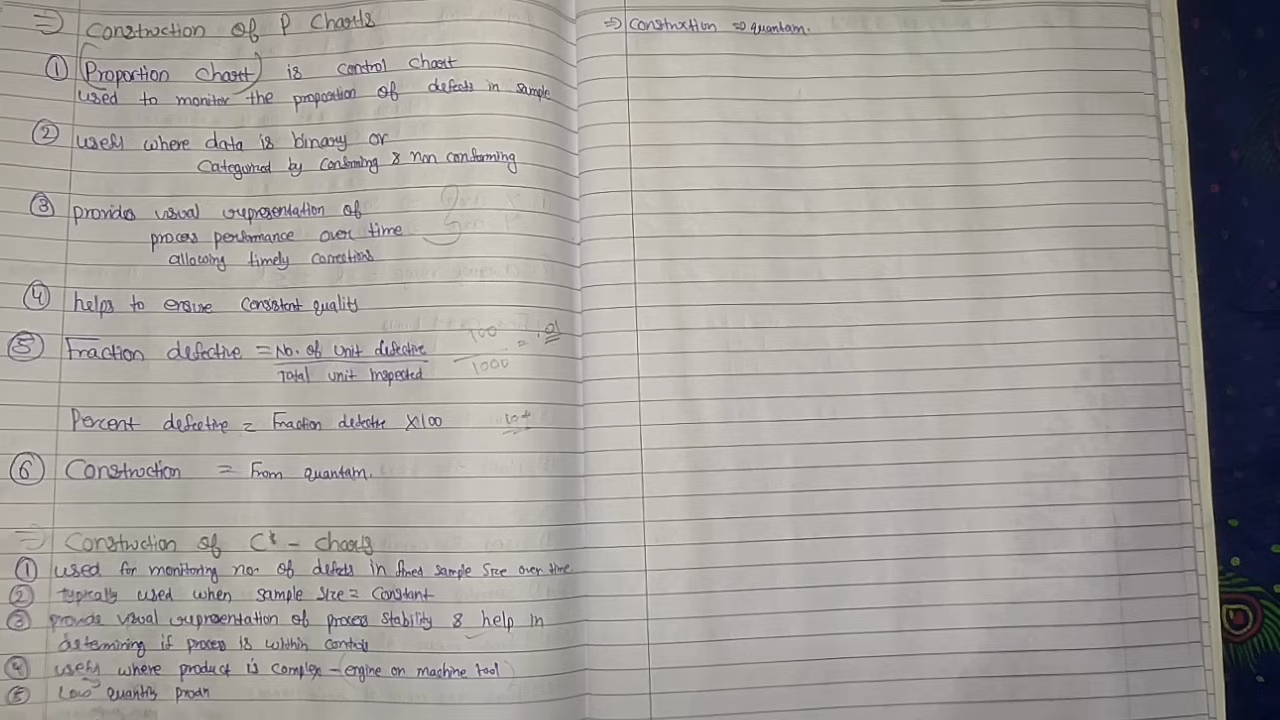 ⇒ Construction of P Charts
① (Proportion Chart) is control chart
used to monitor the proportion of defects in sample
② usefl where data is binary or
Categorized by conforming & non conforming
③ provides visual representation of
process performance over time
allowing timely corrections
④ helps to ensure consistent quality
⑤ Fraction defective = No. of unit defective
Total unit inspected
100
1000
= .01
Percent defective = Fraction defective X100
⑥ Construction = From quantam.
⇒ Construction of C - Charts
① used for monitoring no. of defects in fixed sample size over time
② typically used when sample size = constant
③ provide visual representation of process stability & help in
determining if process is within control
④ usefl where product is complex - (engine on machine tool)
⑤ Low quantity prodn
⇒ Construction ⇒ quantam.